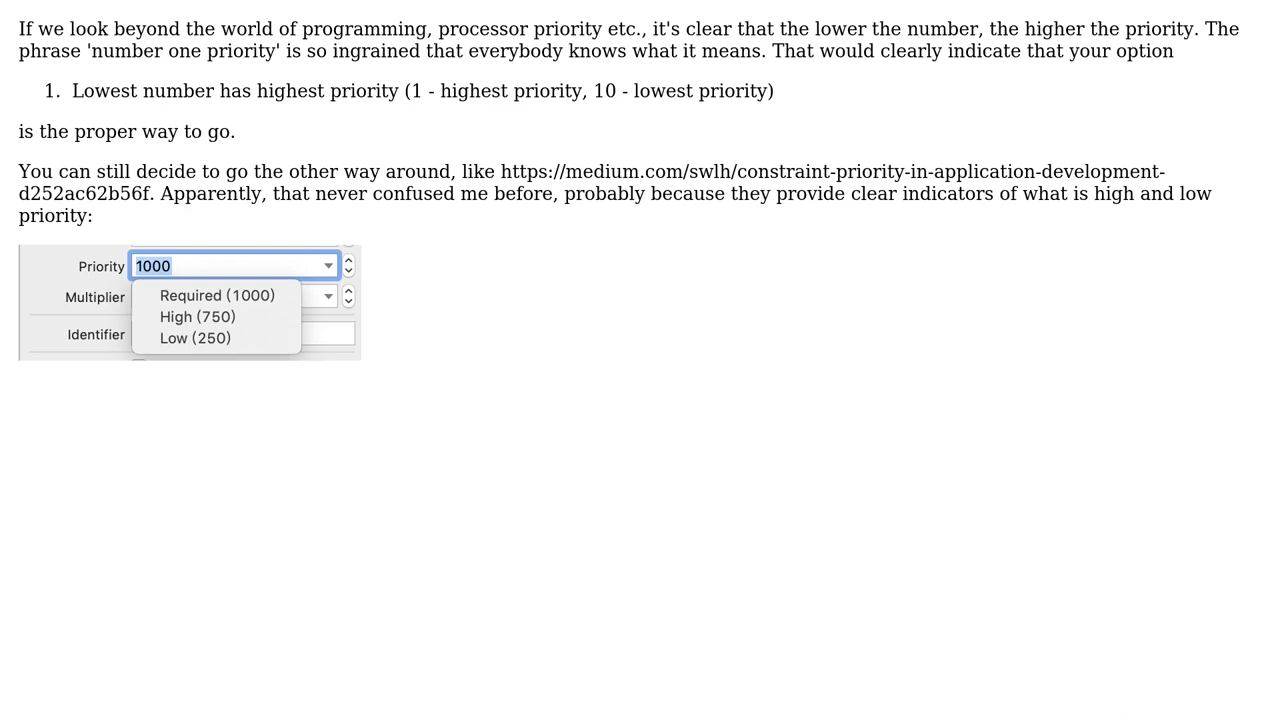 If we look beyond the world of programming, processor priority etc., it's clear that the lower the number, the higher the priority. The
phrase 'number one priority' is so ingrained that everybody knows what it means. That would clearly indicate that your option
1. Lowest number has highest priority (1 - highest priority, 10 - lowest priority)
is the proper way to go.
You can still decide to go the other way around, like https://medium.com/swlh/constraint-priority-in-application-development-
d252ac62b56f. Apparently, that never confused me before, probably because they provide clear indicators of what is high and low
priority:
Priority 1000
Required (1000)
Multiplier
High (750)
Identifier
Low (250)